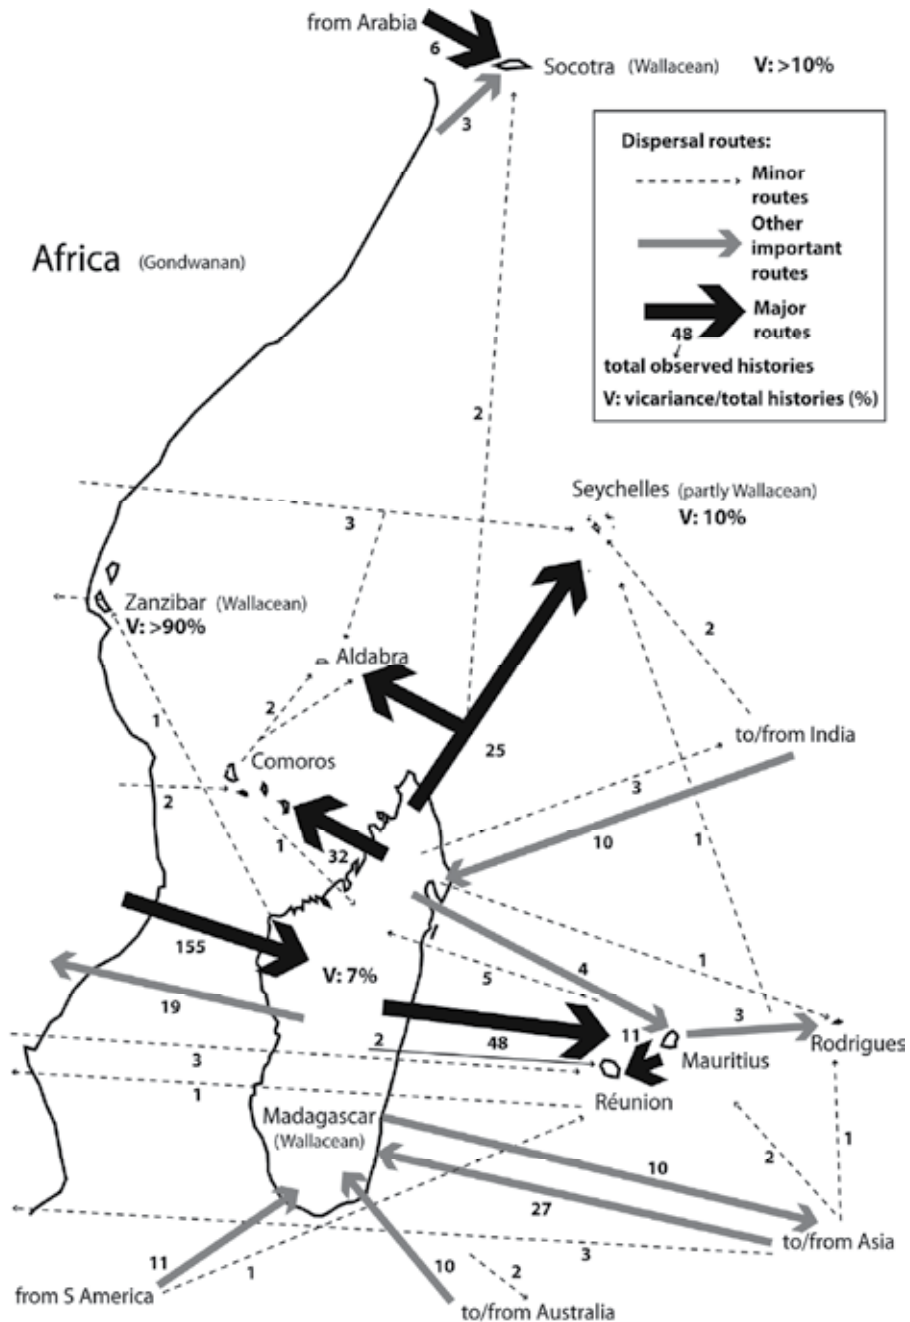 from Arabia
6
Socotra (Wallacean) V: >10%
3
Dispersal routes:
Minor
routes
Other
important
routes
Major
routes
48
total observed histories
V: vicariance/total histories (%)
Africa (Gondwanan)
2
Seychelles (partly Wallacean)
V: 10%
3
Zanzibar (Wallacean)
V: >90%
2
Aldabra
2
1
25
to/from India
Comoros
3
2
10
1
1
32
155
V: 7%
4
1
5
19
3
11
2
48
Mauritius
Rodrigues
3
1
Réunion
Madagascar
(Wallacean)
1
10
2
27
to/from Asia
3
11
1
10
2
from S America
to/from Australia